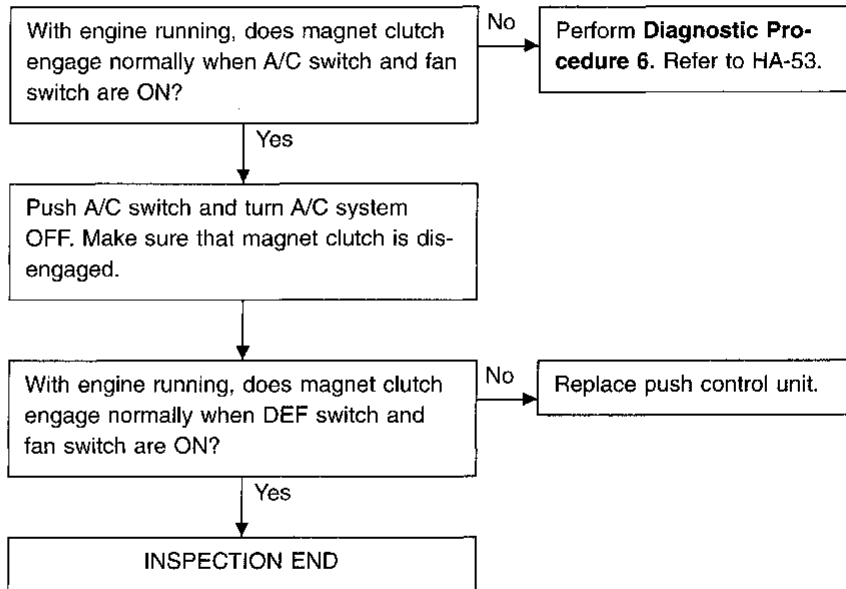 With engine running, does magnet clutch
engage normally when A/C switch and fan
switch are ON?
No
Perform Diagnostic Pro-
cedure 6. Refer to HA-53.
Yes
Push A/C switch and turn A/C system
OFF. Make sure that magnet clutch is dis-
engaged.
With engine running, does magnet clutch
engage normally when DEF switch and
fan switch are ON?
No
Replace push control unit.
Yes
INSPECTION END